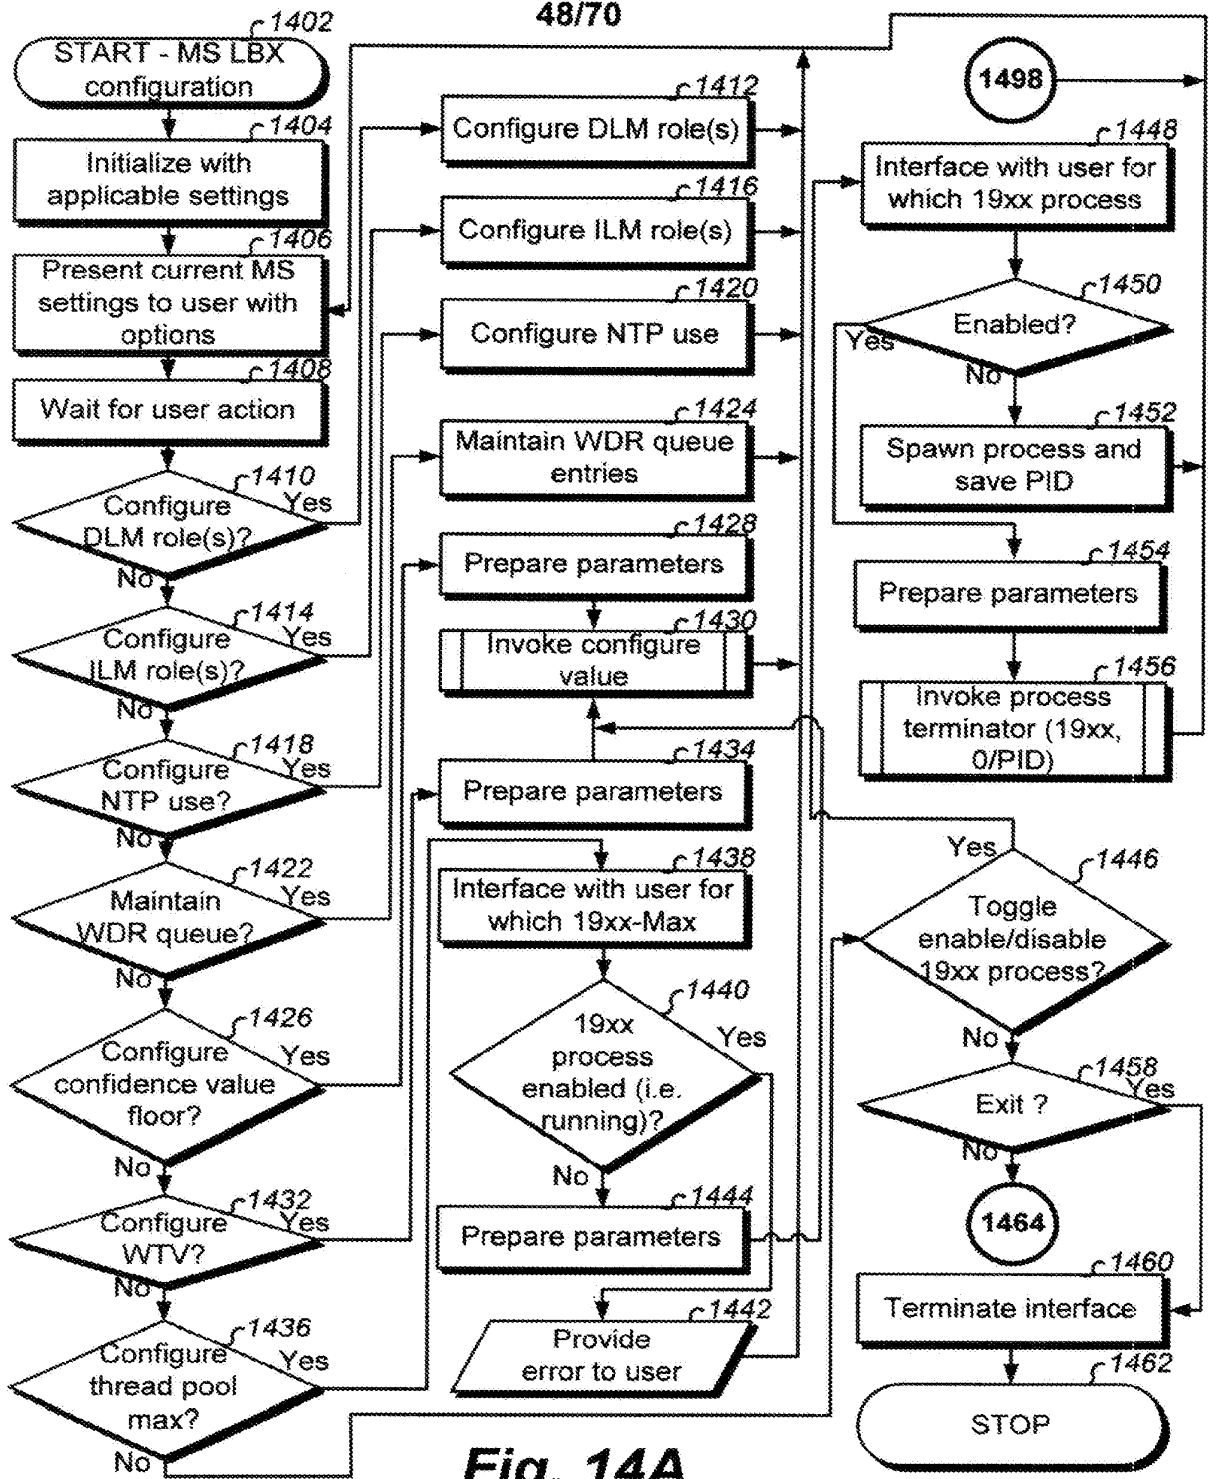 48/70
1402
START - MS LBX
configuration
1404
Initialize with
applicable settings
1406
Present current MS
settings to user with
options
1408
Wait for user action
1410
Configure
DLM role(s)?
Yes
No
1414
Configure
ILM role(s)?
Yes
No
1418
Configure
NTP use?
Yes
No
1422
Maintain
WDR queue?
Yes
No
1426
Configure
confidence value
floor?
Yes
No
1432
Configure
WTV?
Yes
No
1436
Configure
thread pool
max?
Yes
No
1412
Configure DLM role(s)
1416
Configure ILM role(s)
1420
Configure NTP use
1424
Maintain WDR queue
entries
1428
Prepare parameters
1430
Invoke configure
value
1434
Prepare parameters
1438
Interface with user for
which 19xx-Max
1440
19xx
process
enabled (i.e.
running)?
Yes
No
1444
Prepare parameters
1442
Provide
error to user
1498
1448
Interface with user for
which 19xx process
1450
Enabled?
Yes
No
1452
Spawn process and
save PID
1454
Prepare parameters
1456
Invoke process
terminator (19xx,
0/PID)
Yes
1446
Toggle
enable/disable
19xx process?
No
1458
Exit ?
Yes
No
1464
1460
Terminate interface
1462
STOP
Fig. 14A